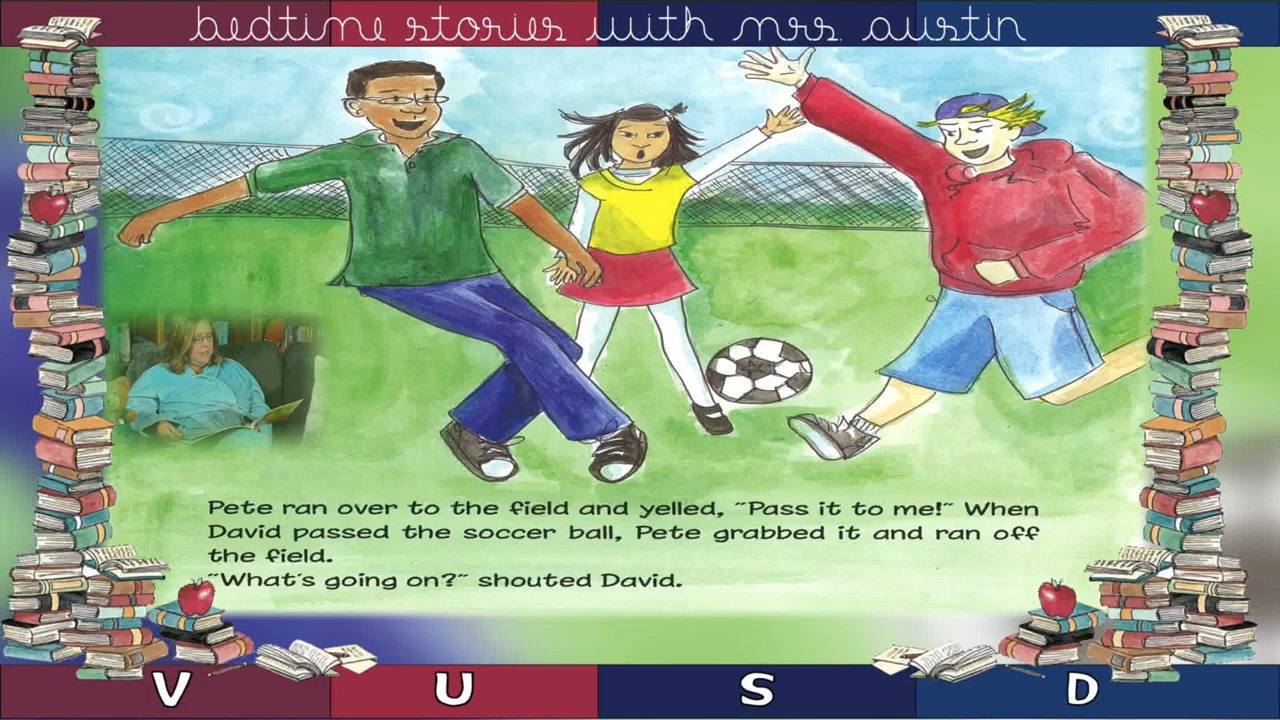 bedtime stories with mrs. austin
Pete ran over to the field and yelled, "Pass it to me!" When
David passed the soccer ball, Pete grabbed it and ran off
the field.
"What's going on?" shouted David.
V U S D